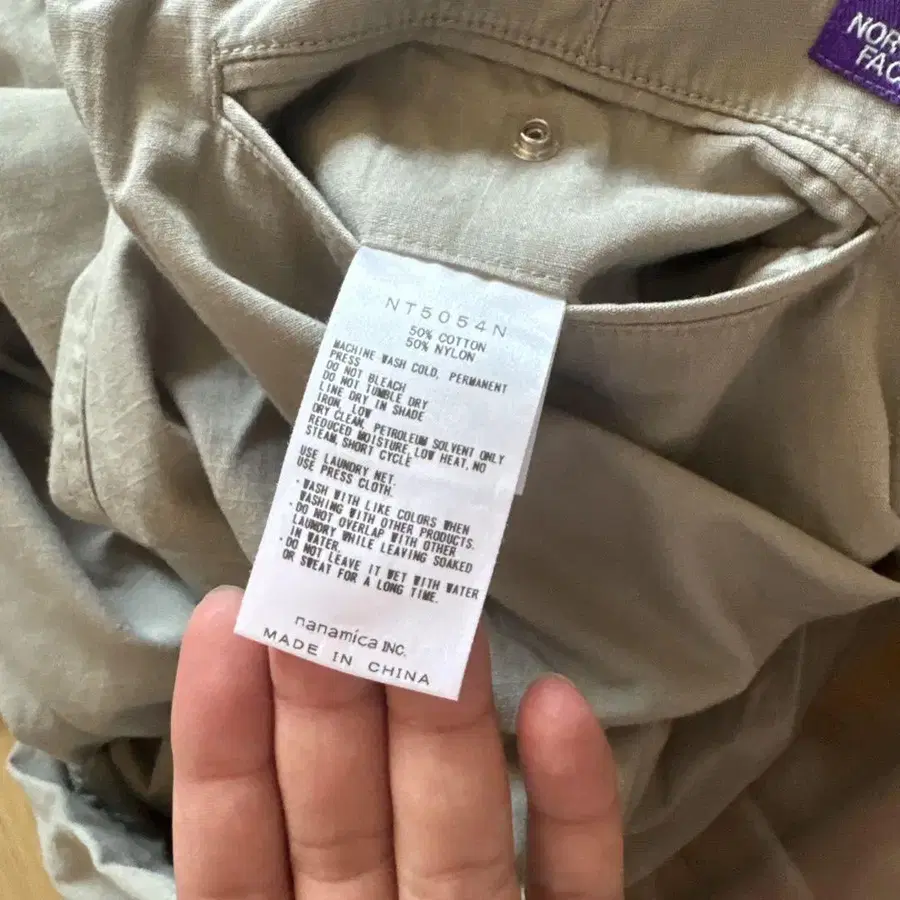 NOR
FAC
NT5054N
50% COTTON
50% NYLON
MACHINE WASH COLD, PERMANENT
PRESS
DO NOT BLEACH
DO NOT TUMBLE DRY
LINE DRY IN SHADE
IRON, LOW
DRY CLEAN, PETROLEUM SOLVENT ONLY
REDUCED MOISTURE, LOW HEAT, NO
STEAM, SHORT CYCLE
USE LAUNDRY NET.
USE PRESS CLOTH.
・WASH WITH LIKE COLORS WHEN
WASHING WITH OTHER PRODUCTS.
・DO NOT OVERLAP WITH OTHER
LAUNDRY WHILE LEAVING SOAKED
IN WATER.
・DO NOT LEAVE IT WET WITH WATER
OR SWEAT FOR A LONG TIME.
nanamica INC.
MADE IN CHINA